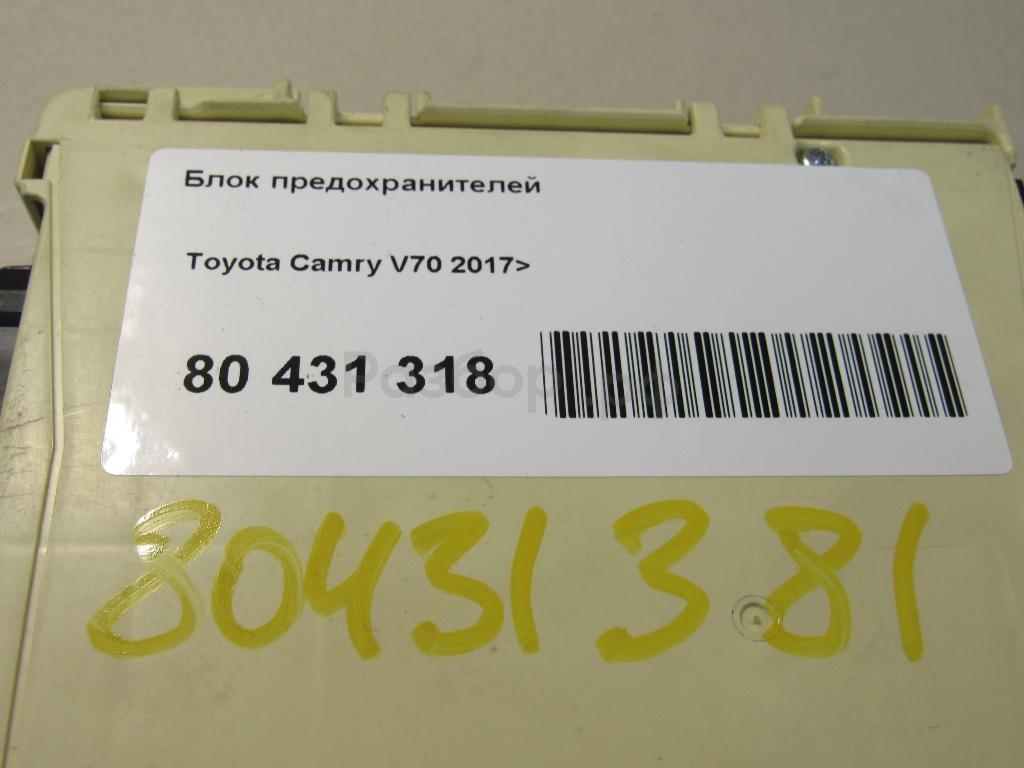 Блок предохранителей
Toyota Camry V70 2017>
80 431 318
80431381